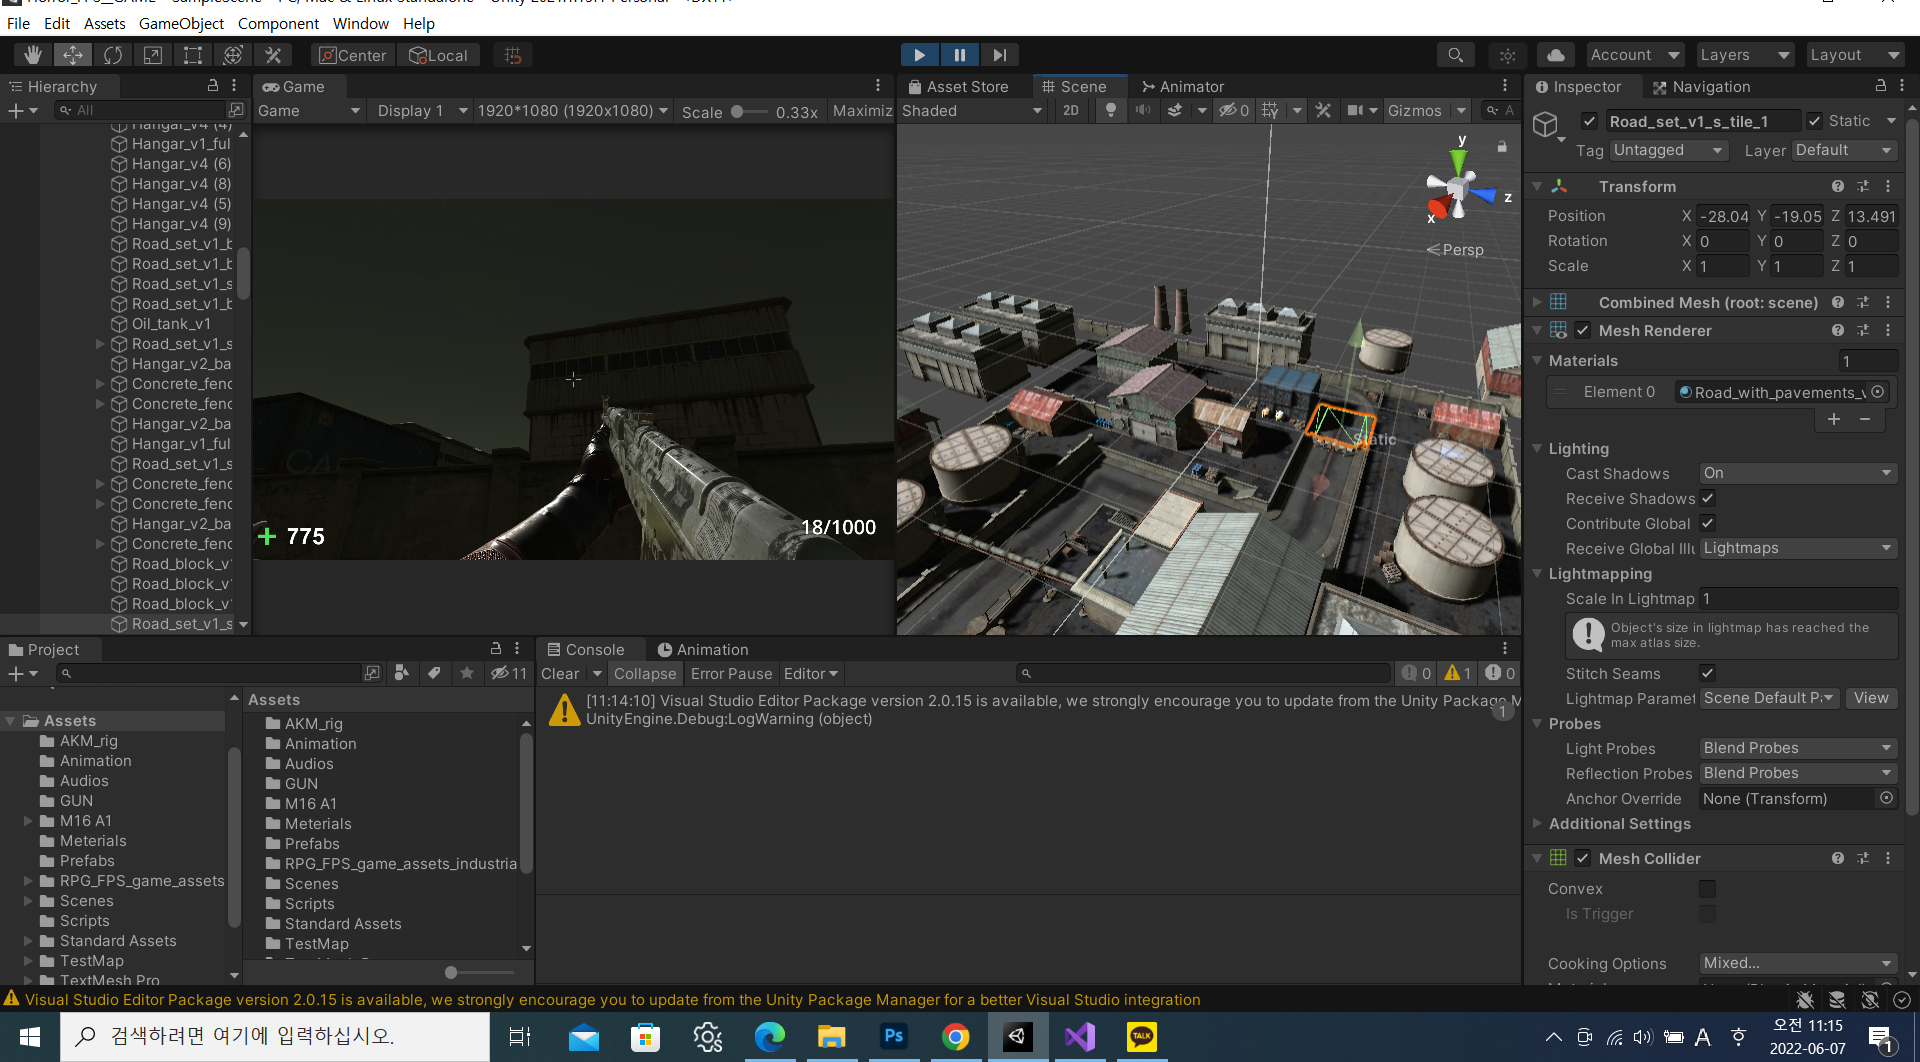 File Edit Assets GameObject Component Window Help
Center Local
Account Layers Layout
Hierarchy
All
Hangar_v4 (4)
Hangar_v1_ful
Hangar_v4 (6)
Hangar_v4 (8)
Hangar_v4 (5)
Hangar_v4 (9)
Road_set_v1_b
Road_set_v1_b
Road_set_v1_s
Road_set_v1_b
Oil_tank_v1
Road_set_v1_s
Hangar_v2_ba
Concrete_fenc
Concrete_fenc
Hangar_v2_ba
Hangar_v1_ful
Road_set_v1_s
Concrete_fenc
Concrete_fenc
Hangar_v2_ba
Concrete_fenc
Road_block_v
Road_block_v
Road_block_v
Road_set_v1_s
Game
Game Display 1 1920*1080 (1920x1080) Scale 0.33x Maximiz
775
18/1000
Asset Store Scene Animator
Shaded 2D 0 Gizmos A
y
z
x
Persp
Static
Inspector Navigation
Road_set_v1_s_tile_1 Static
Tag Untagged Layer Default
Transform
Position X -28.04 Y -19.05 Z 13.491
Rotation X 0 Y 0 Z 0
Scale X 1 Y 1 Z 1
Combined Mesh (root: scene)
Mesh Renderer
Materials 1
Element 0 Road_with_pavements_v
Lighting
Cast Shadows On
Receive Shadows
Contribute Global
Receive Global Illu Lightmaps
Lightmapping
Scale In Lightmap 1
Object's size in lightmap has reached the
max atlas size.
Stitch Seams
Lightmap Paramet Scene Default Pa View
Probes
Light Probes Blend Probes
Reflection Probes Blend Probes
Anchor Override None (Transform)
Additional Settings
Mesh Collider
Convex
Is Trigger
Cooking Options Mixed...
Project
11
Assets
AKM_rig
Animation
Audios
GUN
M16 A1
Meterials
Prefabs
RPG_FPS_game_assets
Scenes
Scripts
Standard Assets
TestMap
TextMesh Pro
Assets
AKM_rig
Animation
Audios
GUN
M16 A1
Meterials
Prefabs
RPG_FPS_game_assets_industria
Scenes
Scripts
Standard Assets
TestMap
Console Animation
Clear Collapse Error Pause Editor 0 1 0
[11:14:10] Visual Studio Editor Package version 2.0.15 is available, we strongly encourage you to update from the Unity Package M
UnityEngine.Debug:LogWarning (object)
1
Visual Studio Editor Package version 2.0.15 is available, we strongly encourage you to update from the Unity Package Manager for a better Visual Studio integration
검색하려면 여기에 입력하십시오.
Ps
TALK
A 오전 11:15
2022-06-07
1